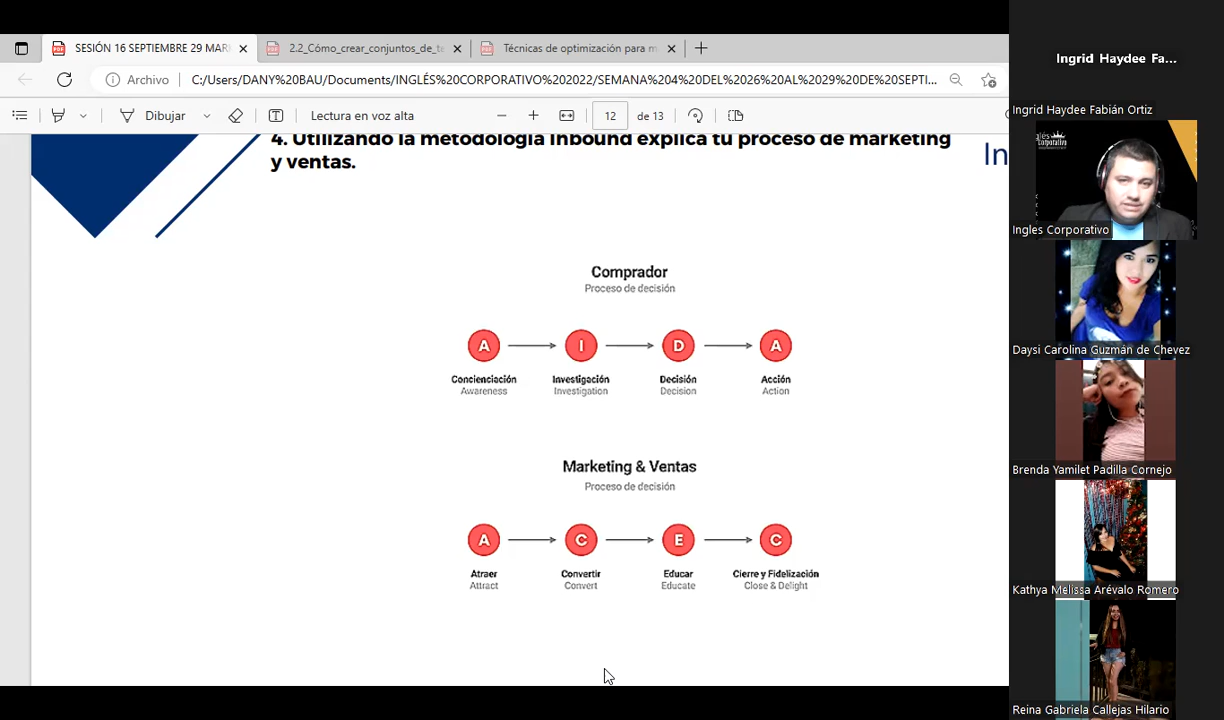 SESIÓN 16 SEPTIEMBRE 29 MAR
2.2_Cómo_crear_conjuntos_de_te
Técnicas de optimización para m
Archivo
C:/Users/DANY%20BAU/Documents/INGLÉS%20CORPORATIVO%202022/SEMANA%204%20DEL%2026%20AL%2029%20DE%20SEPTI...
Dibujar
Lectura en voz alta
12
de 13
4. Utilizando la metodología Inbound explica tu proceso de marketing
y ventas.
In
Comprador
Proceso de decisión
A
I
D
A
Concienciación
Investigación
Decisión
Acción
Awareness
Investigation
Decision
Action
Marketing & Ventas
Proceso de decisión
A
C
E
C
Atraer
Convertir
Educar
Cierre y Fidelización
Attract
Convert
Educate
Close & Delight
Ingrid Haydee Fa...
Ingrid Haydee Fabián Ortiz
Ingles Corporativo
Daysi Carolina Guzmán de Chevez
Brenda Yamilet Padilla Cornejo
Kathya Melissa Arévalo Romero
Reina Gabriela Callejas Hilario